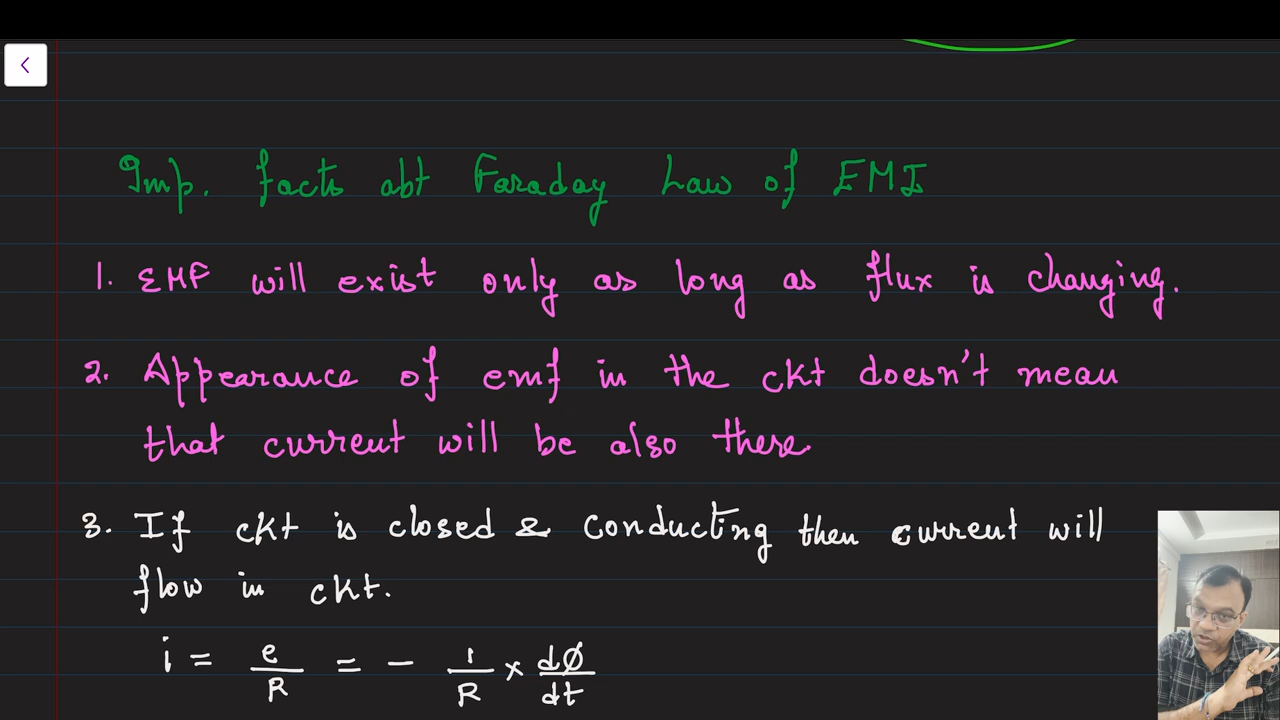 Imp. facts abt Faraday Law of EMI
1. EMF will exist only as long as flux is changing.
2. Appearance of emf in the ckt doesn't mean
that current will be also there.
3. If ckt is closed & conducting then current will
flow in ckt.
i = e/R = - 1/R × dø/dt